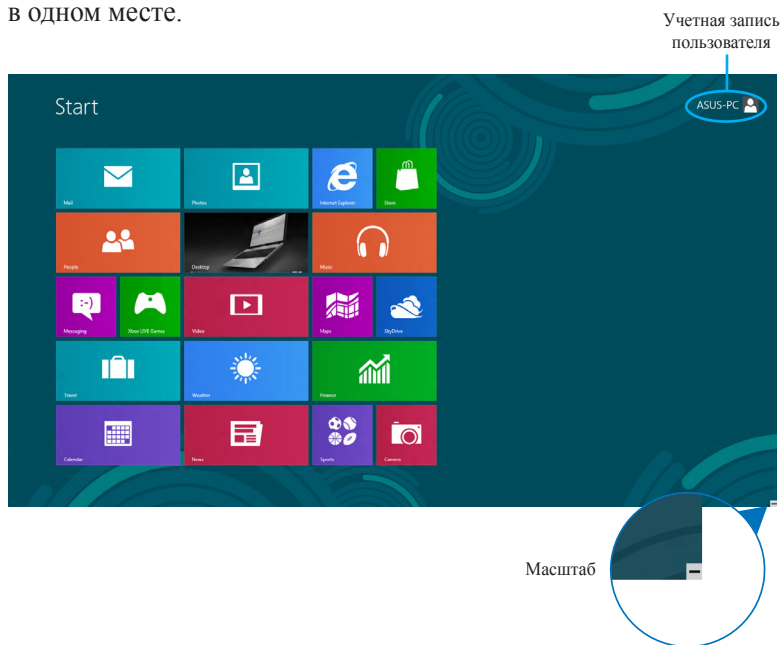 в одном месте.
Учетная запись
пользователя
Start
ASUS-PC
Mail
Photos
Internet Explorer
Store
People
Desktop
Music
Messaging
Xbox LIVE Games
Video
Maps
SkyDrive
Travel
Weather
Finance
Calendar
News
Sports
Camera
Масштаб